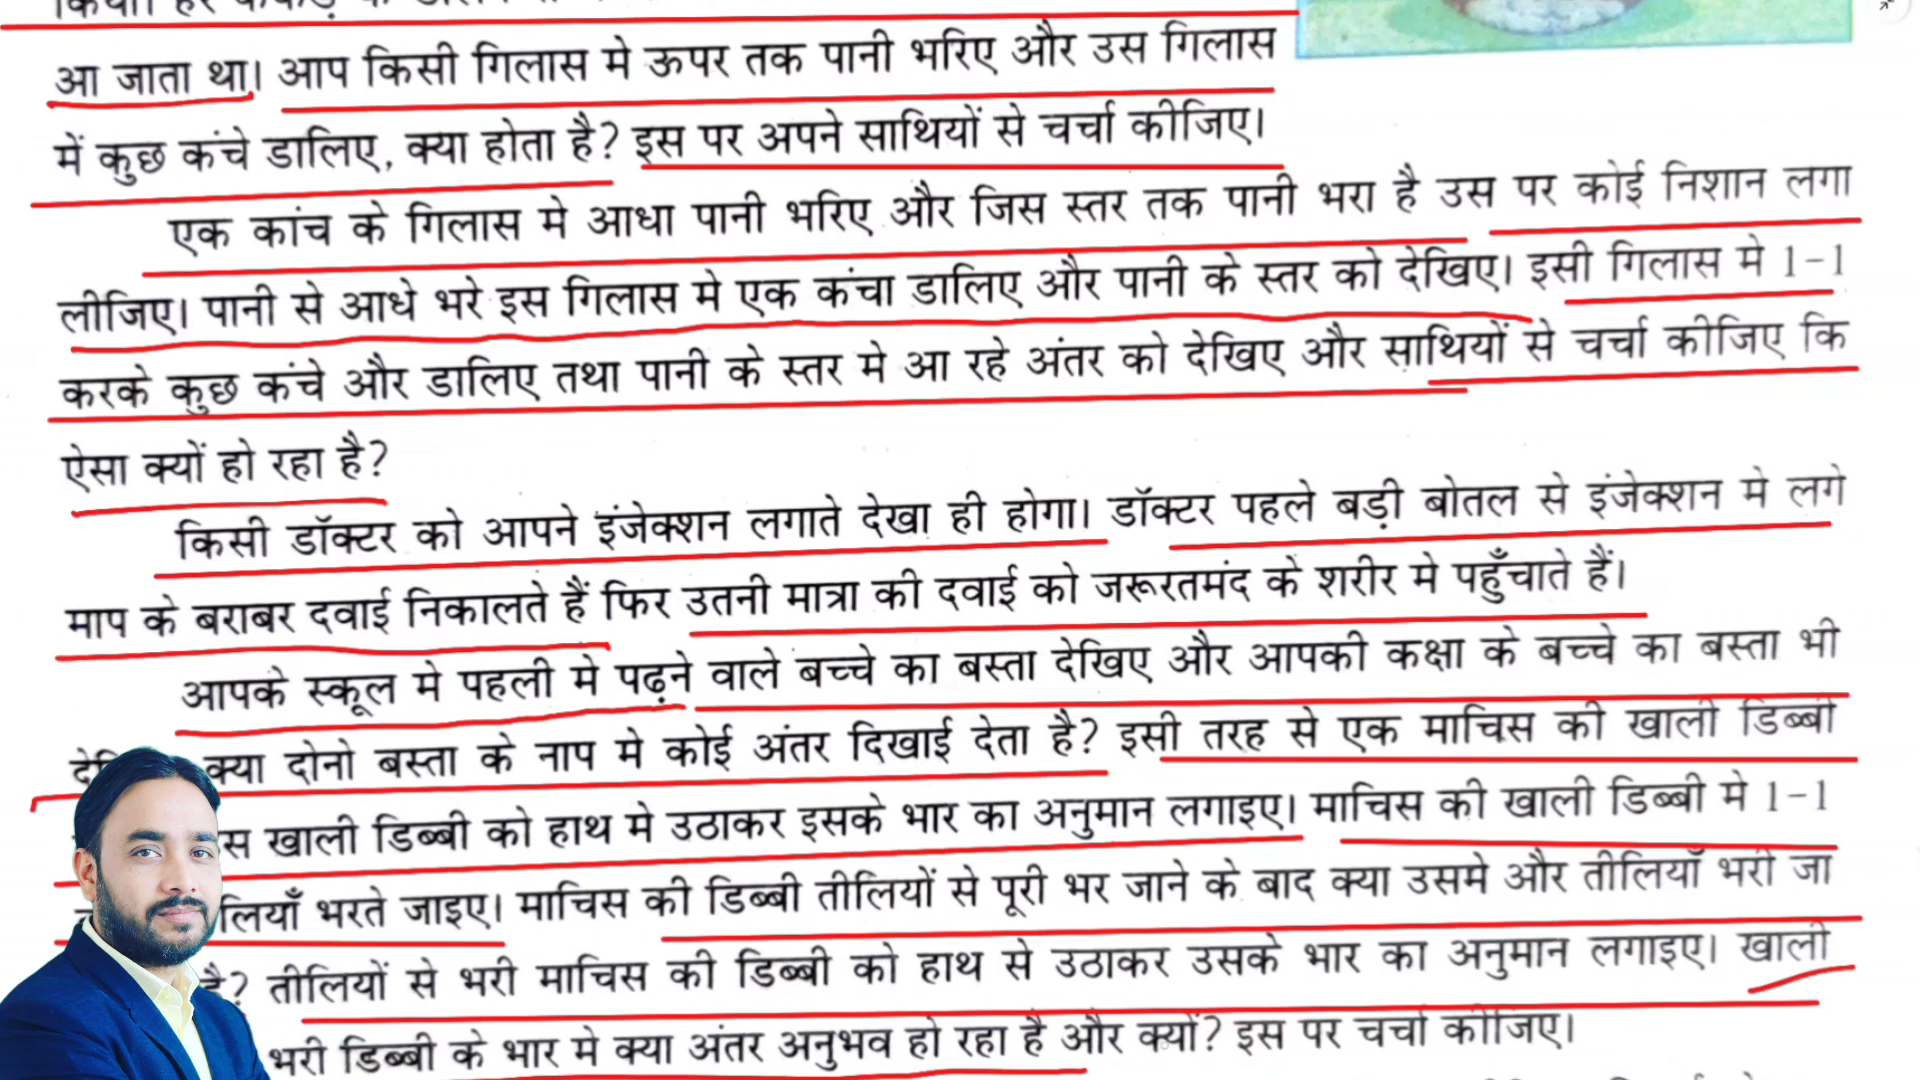 आ जाता था। आप किसी गिलास मे ऊपर तक पानी भरिए और उस गिलास
में कुछ कंचे डालिए, क्या होता है? इस पर अपने साथियों से चर्चा कीजिए।
एक कांच के गिलास मे आधा पानी भरिए और जिस स्तर तक पानी भरा है उस पर कोई निशान लगा
लीजिए। पानी से आधे भरे इस गिलास मे एक कंचा डालिए और पानी के स्तर को देखिए। इसी गिलास मे 1-1
करके कुछ कंचे और डालिए तथा पानी के स्तर मे आ रहे अंतर को देखिए और साथियों से चर्चा कीजिए कि
ऐसा क्यों हो रहा है?
किसी डॉक्टर को आपने इंजेक्शन लगाते देखा ही होगा। डॉक्टर पहले बड़ी बोतल से इंजेक्शन मे लगे
माप के बराबर दवाई निकालते हैं फिर उतनी मात्रा की दवाई को जरूरतमंद के शरीर मे पहुँचाते हैं।
आपके स्कूल मे पहली मे पढ़ने वाले बच्चे का बस्ता देखिए और आपकी कक्षा के बच्चे का बस्ता भी
क्या दोनो बस्ता के नाप मे कोई अंतर दिखाई देता है? इसी तरह से एक माचिस की खाली डिब्बी
स खाली डिब्बी को हाथ मे उठाकर इसके भार का अनुमान लगाइए। माचिस की खाली डिब्बी मे 1-1
लियाँ भरते जाइए। माचिस की डिब्बी तीलियों से पूरी भर जाने के बाद क्या उसमे और तीलियाँ भरी जा
है? तीलियों से भरी माचिस की डिब्बी को हाथ से उठाकर उसके भार का अनुमान लगाइए। खाली
भरी डिब्बी के भार मे क्या अंतर अनुभव हो रहा है और क्यों? इस पर चर्चा कीजिए।